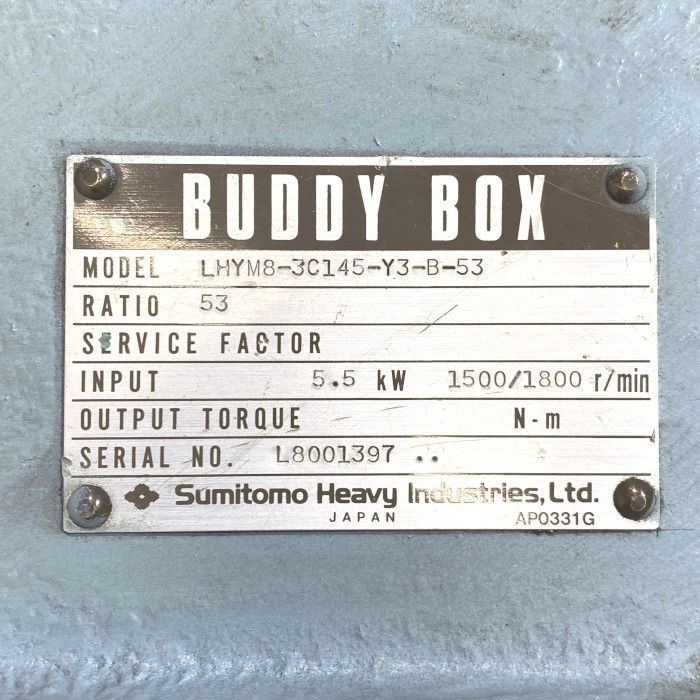 BUDDY BOX
MODEL LHYM8-3C145-Y3-B-53
RATIO 53
SERVICE FACTOR
INPUT 5.5 kW 1500/1800 r/min
OUTPUT TORQUE N-m
SERIAL NO. L8001397 ..
Sumitomo Heavy Industries, Ltd.
JAPAN AP0331G